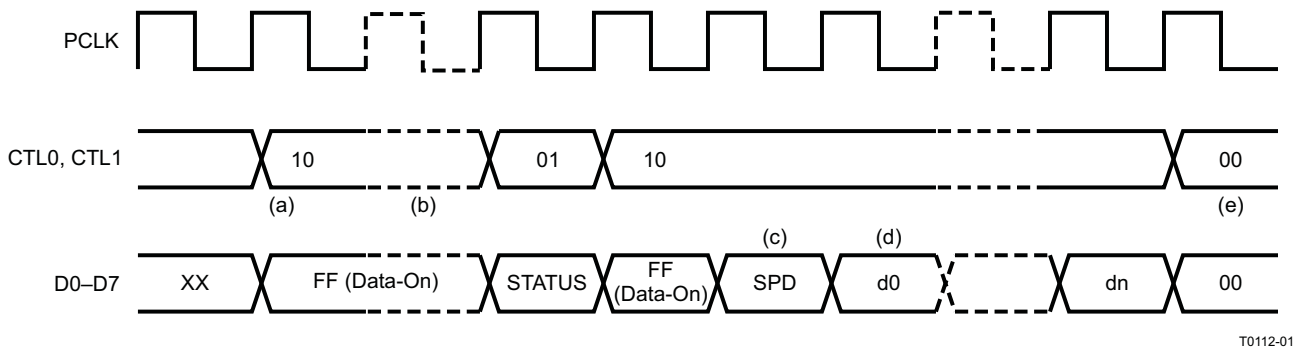 PCLK
CTL0, CTL1
10
01
10
00
(a)
(b)
(e)
(c)
(d)
D0–D7
XX
FF (Data-On)
STATUS
FF
(Data-On)
SPD
d0
dn
00
T0112-01